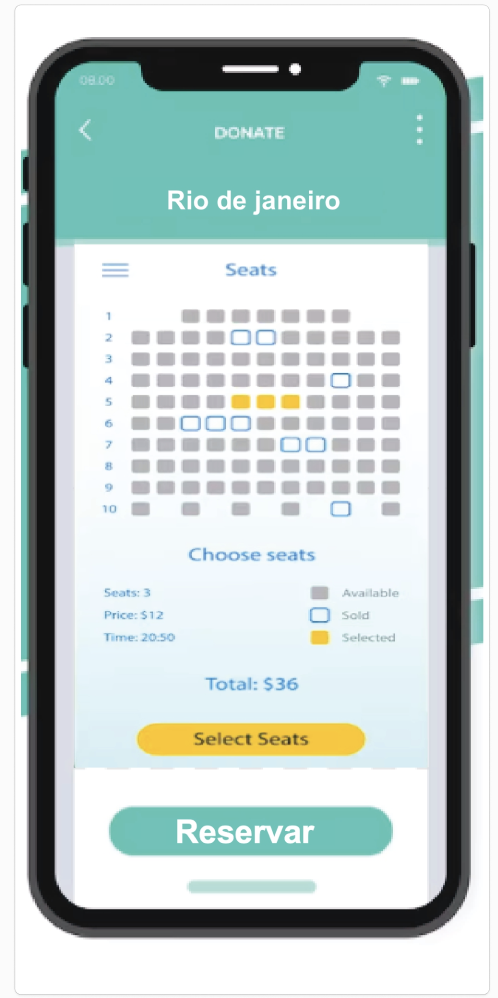 08.00
DONATE
Rio de janeiro
Seats
1
2
3
4
5
6
7
8
9
10
Choose seats
Seats: 3
Available
Price: $12
Sold
Time: 20:50
Selected
Total: $36
Select Seats
Reservar